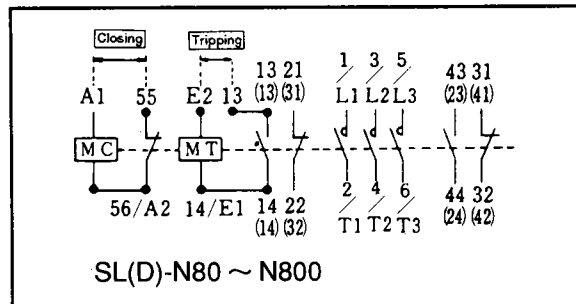 Closing Tripping
1 3 5
13 21 43 31
A1 55 E2 13 (13) (31) L1 L2 L3 (23) (41)
MC MT
2 4 6
56/A2 14/E1 14 22 44 32
(14) (32) T1 T2 T3 (24) (42)
SL(D)-N80 ~ N800